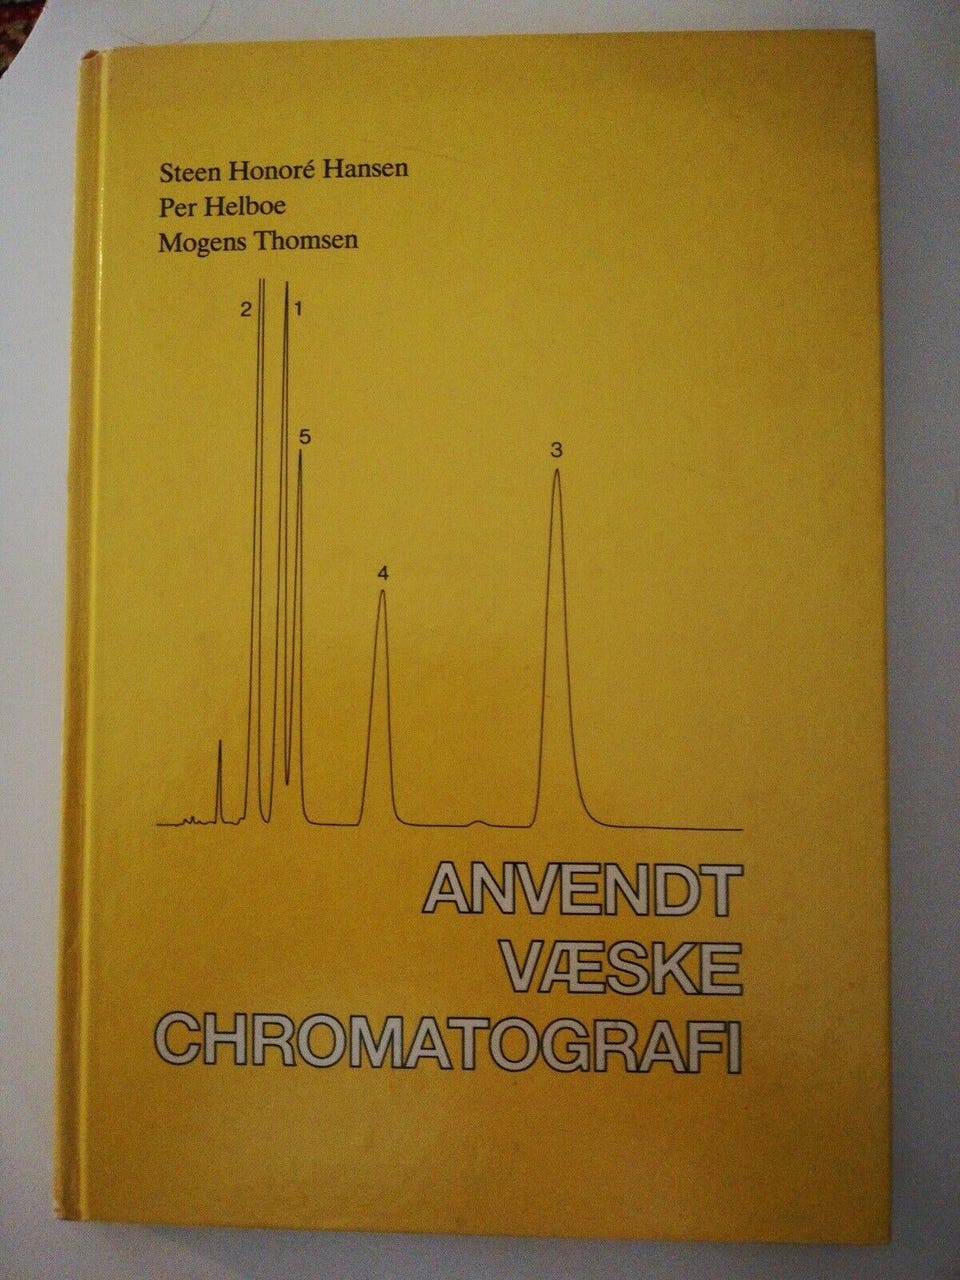 Steen Honoré Hansen
Per Helboe
Mogens Thomsen
2 1
5
3
4
ANVENDT
VÆSKE
CHROMATOGRAFI